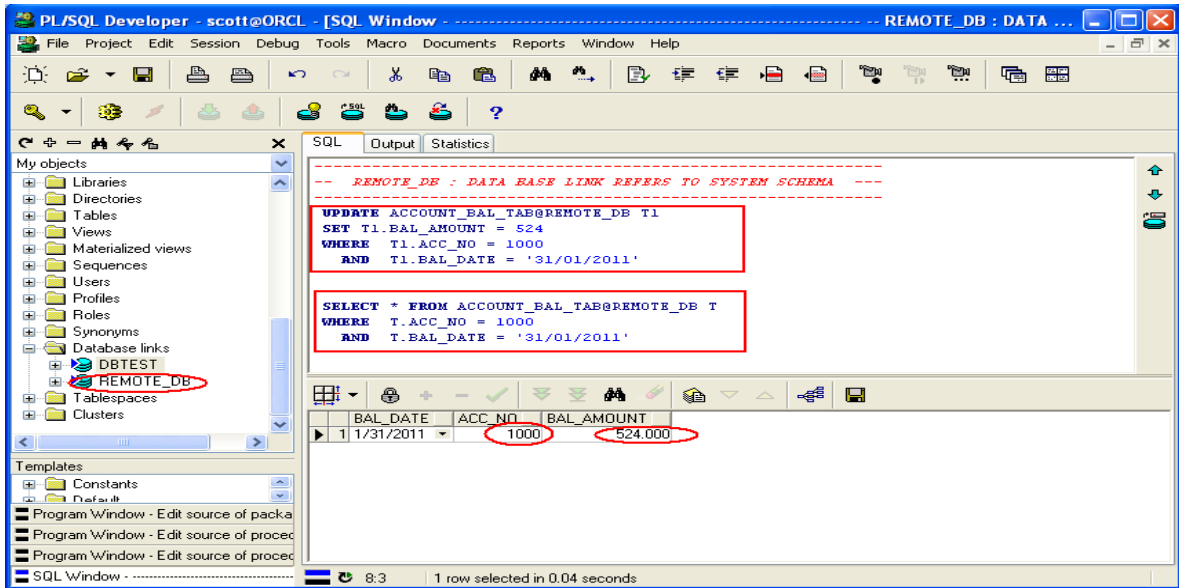 PL/SQL Developer - scott@ORCL - [SQL Window - ---------------------------------------------------------------- -- REMOTE_DB : DATA ...
File Project Edit Session Debug Tools Macro Documents Reports Window Help
SQL Output Statistics
My objects
Libraries
Directories
Tables
Views
Materialized views
Sequences
Users
Profiles
Roles
Synonyms
Database links
DBTEST
REMOTE_DB
Tablespaces
Clusters
Templates
Constants
Default
Program Window - Edit source of packa
Program Window - Edit source of proced
Program Window - Edit source of proced
SQL Window - ------------------------------------
------------------------------------------------------------
-- REMOTE_DB : DATA BASE LINK REFERS TO SYSTEM SCHEMA ---
------------------------------------------------------------
UPDATE ACCOUNT_BAL_TAB@REMOTE_DB T1
SET T1.BAL_AMOUNT = 524
WHERE T1.ACC_NO = 1000
AND T1.BAL_DATE = '31/01/2011'
SELECT * FROM ACCOUNT_BAL_TAB@REMOTE_DB T
WHERE T.ACC_NO = 1000
AND T.BAL_DATE = '31/01/2011'
BAL_DATE ACC_NO BAL_AMOUNT
1 1/31/2011 1000 524.000
8:3 1 row selected in 0.04 seconds